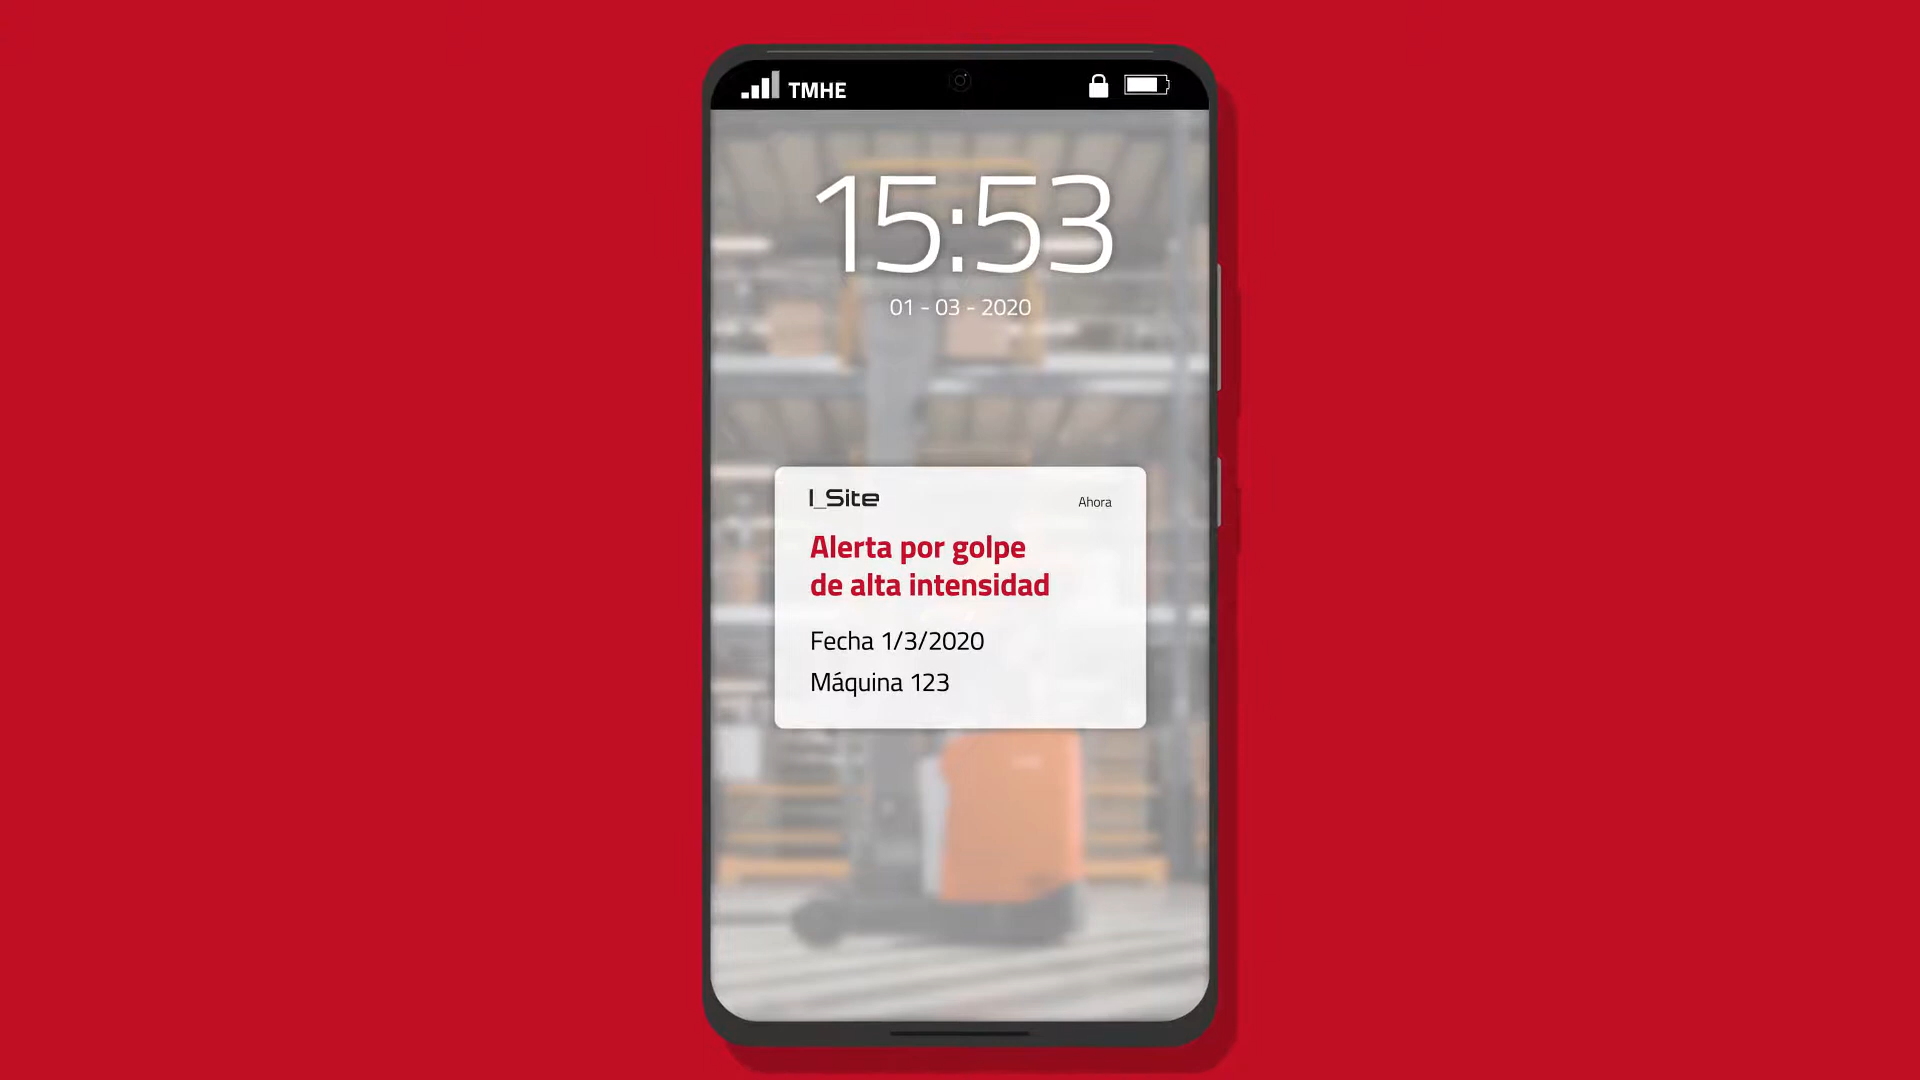 TMHE
15:53
01 - 03 - 2020
I_Site
Ahora
Alerta por golpe
de alta intensidad
Fecha 1/3/2020
Máquina 123